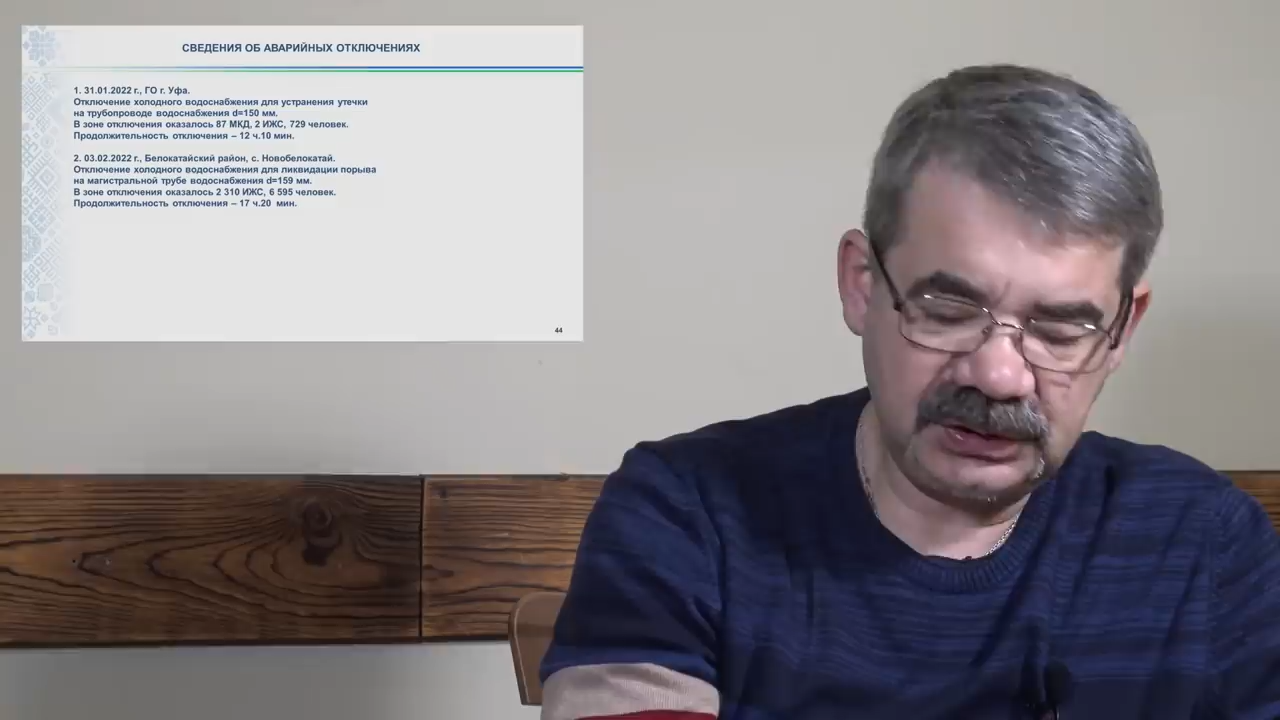 СВЕДЕНИЯ ОБ АВАРИЙНЫХ ОТКЛЮЧЕНИЯХ
1. 31.01.2022 г., ГО г. Уфа.
Отключение холодного водоснабжения для устранения утечки
на трубопроводе водоснабжения d=150 мм.
В зоне отключения оказалось 87 МКД, 2 ИЖС, 729 человек.
Продолжительность отключения – 12 ч.10 мин.
2. 03.02.2022 г., Белокатайский район, с. Новобелокатай.
Отключение холодного водоснабжения для ликвидации порыва
на магистральной трубе водоснабжения d=159 мм.
В зоне отключения оказалось 2 310 ИЖС, 6 595 человек.
Продолжительность отключения – 17 ч.20 мин.
44